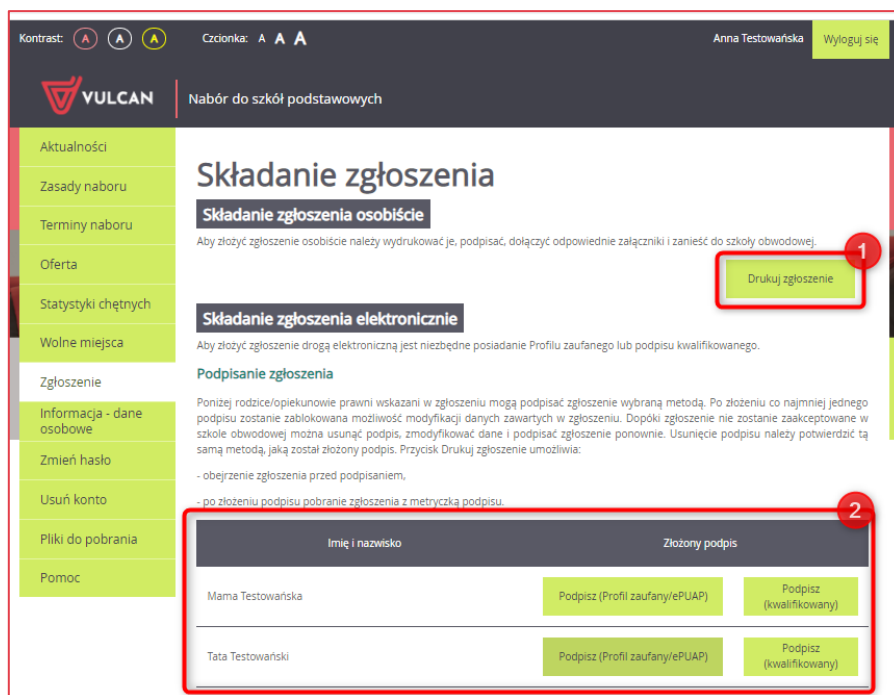 Kontrast: A A A Czcionka: A A A Anna Testowańska Wyloguj się
VULCAN Nabór do szkół podstawowych
Aktualności
Zasady naboru
Terminy naboru
Oferta
Statystyki chętnych
Wolne miejsca
Zgłoszenie
Informacja - dane
osobowe
Zmień hasło
Usuń konto
Pliki do pobrania
Pomoc
Składanie zgłoszenia
Składanie zgłoszenia osobiście
Aby złożyć zgłoszenie osobiście należy wydrukować je, podpisać, dołączyć odpowiednie załączniki i zanieść do szkoły obwodowej.
1
Drukuj zgłoszenie
Składanie zgłoszenia elektronicznie
Aby złożyć zgłoszenie drogą elektroniczną jest niezbędne posiadanie Profilu zaufanego lub podpisu kwalifikowanego.
Podpisanie zgłoszenia
Poniżej rodzice/opiekunowie prawni wskazani w zgłoszeniu mogą podpisać zgłoszenie wybraną metodą. Po złożeniu co najmniej jednego
podpisu zostanie zablokowana możliwość modyfikacji danych zawartych w zgłoszeniu. Dopóki zgłoszenie nie zostanie zaakceptowane w
szkole obwodowej można usunąć podpis, zmodyfikować dane i podpisać zgłoszenie ponownie. Usunięcie podpisu należy potwierdzić tą
samą metodą, jaką został złożony podpis. Przycisk Drukuj zgłoszenie umożliwia:
- obejrzenie zgłoszenia przed podpisaniem,
- po złożeniu podpisu pobranie zgłoszenia z metryczką podpisu.
2
Imię i nazwisko Złożony podpis
Mama Testowańska Podpisz (Profil zaufany/ePUAP) Podpisz
(kwalifikowany)
Tata Testowański Podpisz (Profil zaufany/ePUAP) Podpisz
(kwalifikowany)